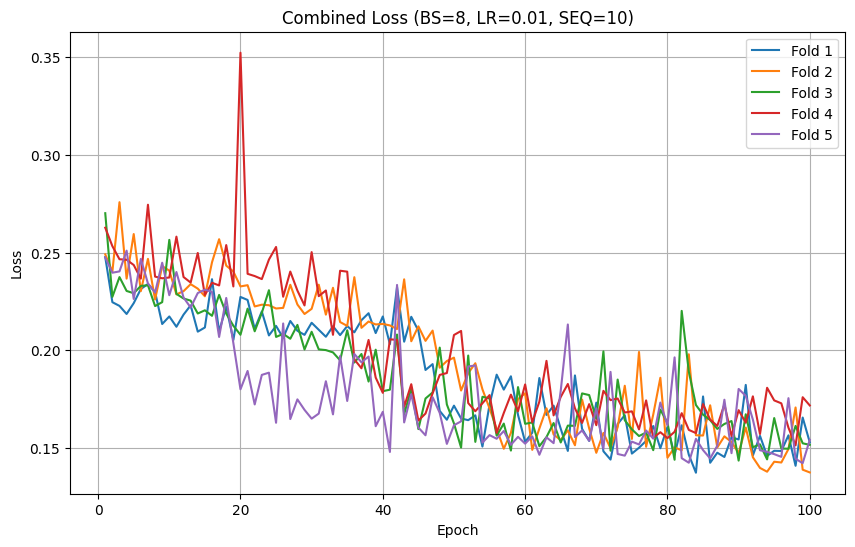 Combined Loss (BS=8, LR=0.01, SEQ=10)
Fold 1
Fold 2
Fold 3
Fold 4
Fold 5
Loss
0.35
0.30
0.25
0.20
0.15
0 20 40 60 80 100
Epoch